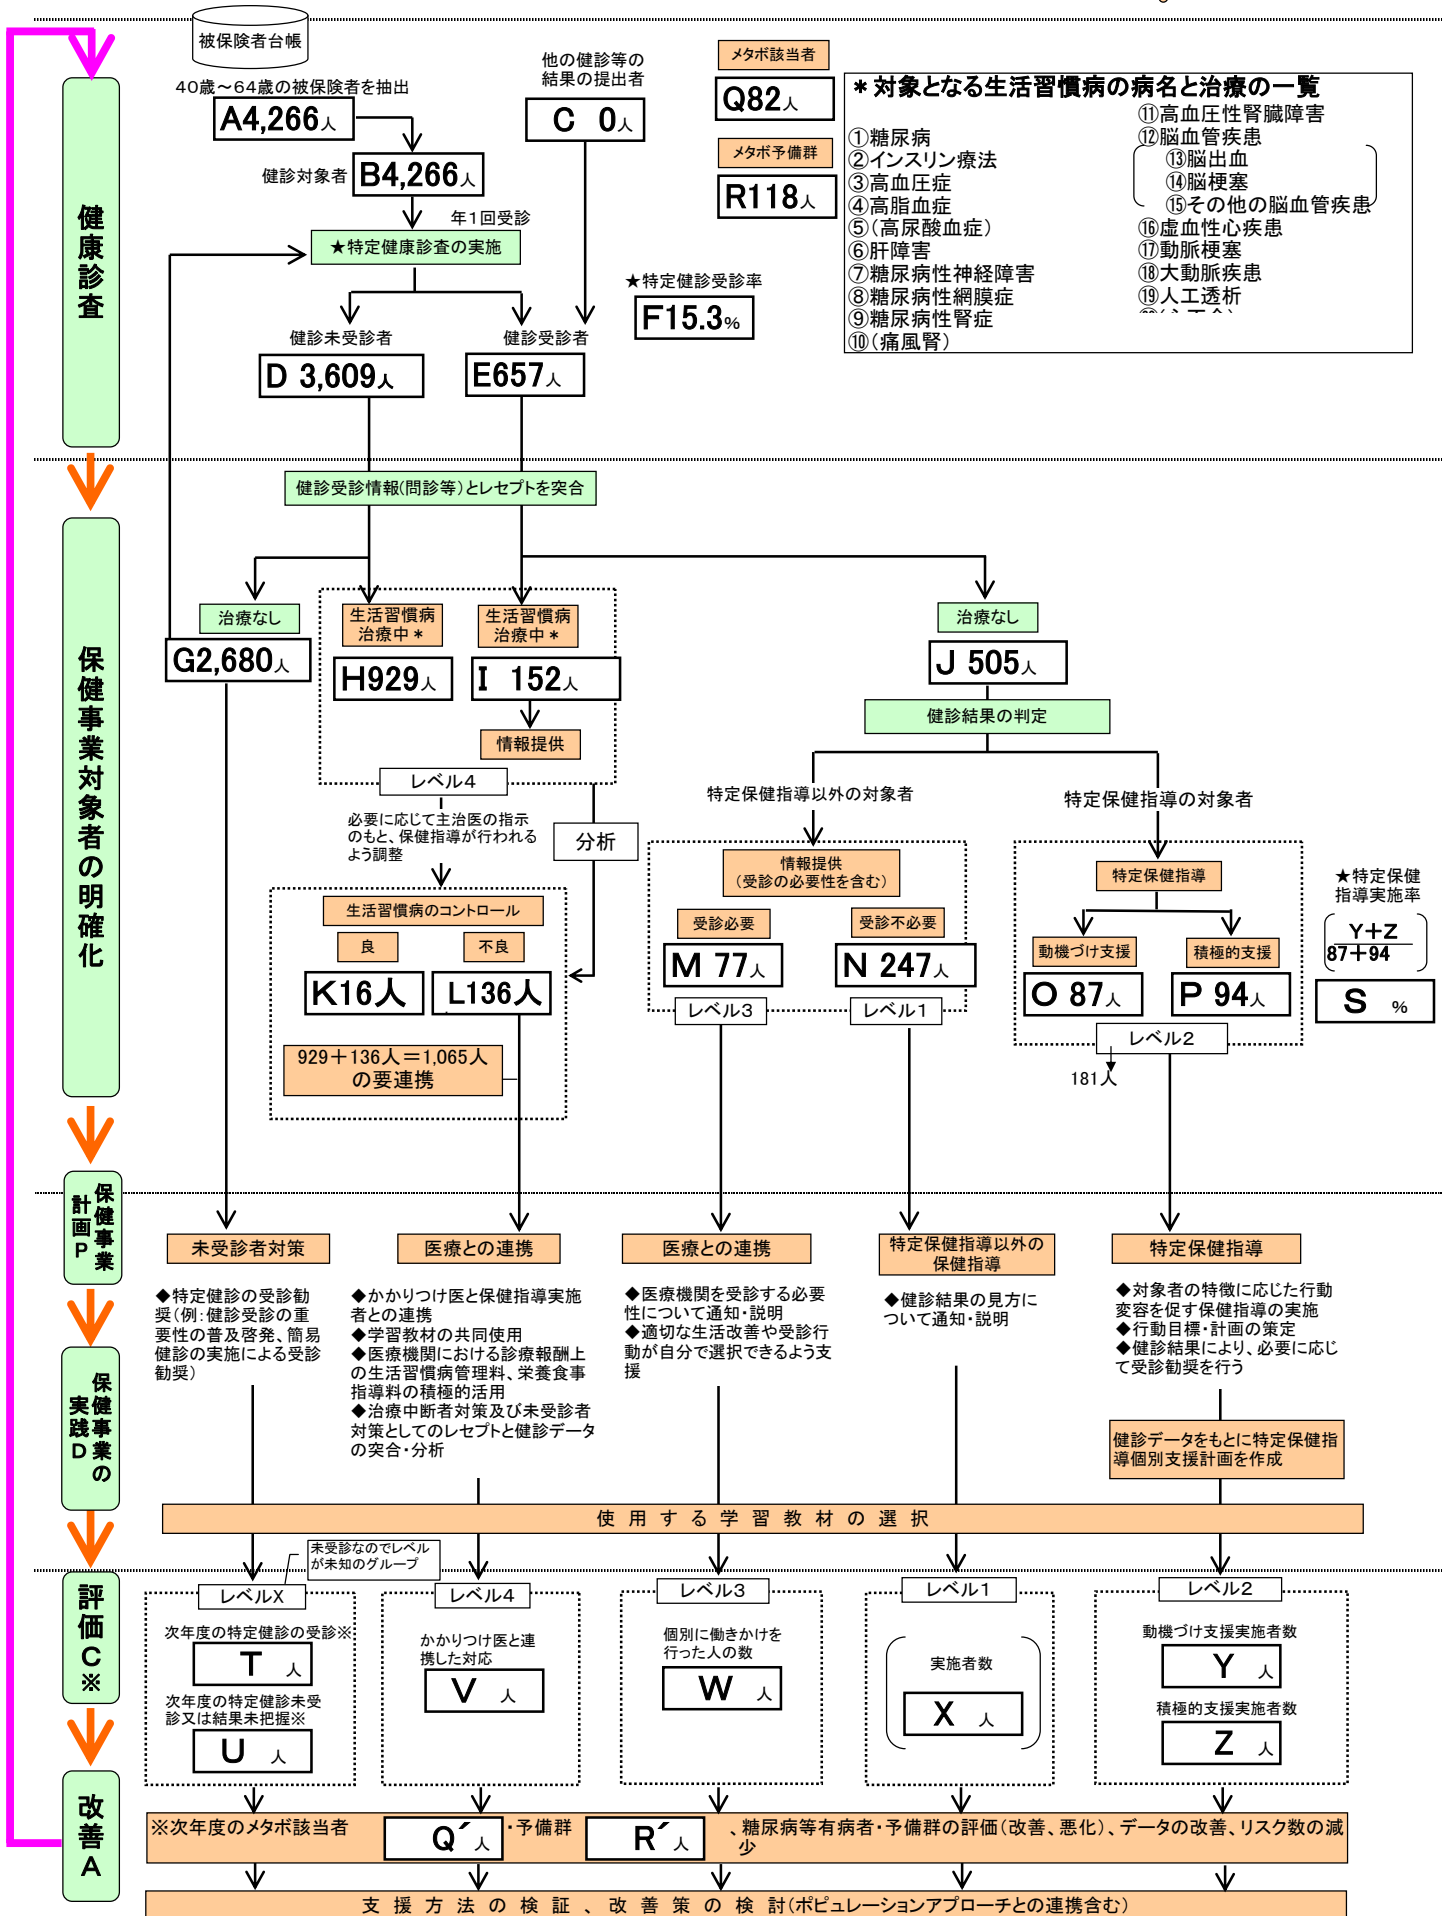 被保険者台帳
40歳～64歳の被保険者を抽出
A4,266人
健診対象者
B4,266人
年1回受診
★特定健康診査の実施
他の健診等の
結果の提出者
C 0人
メタボ該当者
Q82人
メタボ予備群
R118人
★特定健診受診率
F15.3%
健診未受診者
D 3,609人
健診受診者
E657人
＊対象となる生活習慣病の病名と治療の一覧
①糖尿病
②インスリン療法
③高血圧症
④高脂血症
⑤(高尿酸血症)
⑥肝障害
⑦糖尿病性神経障害
⑧糖尿病性網膜症
⑨糖尿病性腎症
⑩(痛風腎)
⑪高血圧性腎臓障害
⑫脳血管疾患
⑬脳出血
⑭脳梗塞
⑮その他の脳血管疾患
⑯虚血性心疾患
⑰動脈梗塞
⑱大動脈疾患
⑲人工透析
健康診査
健診受診情報(問診等)とレセプトを突合
保健事業対象者の明確化
治療なし
G2,680人
生活習慣病
治療中＊
H929人
生活習慣病
治療中＊
I 152人
情報提供
レベル4
必要に応じて主治医の指示
のもと、保健指導が行われる
よう調整
分析
生活習慣病のコントロール
良
不良
K16人
L136人
929＋136人＝1,065人
の要連携
治療なし
J 505人
健診結果の判定
特定保健指導以外の対象者
特定保健指導の対象者
情報提供
(受診の必要性を含む)
受診必要
受診不必要
M 77人
N 247人
レベル3
レベル1
特定保健指導
動機づけ支援
積極的支援
O 87人
P 94人
レベル2
181人
★特定保健
指導実施率
Y＋Z
87＋94
S %
保健事業
計画P
未受診者対策
◆特定健診の受診勧
奨(例:健診受診の重
要性の普及啓発、簡易
健診の実施による受診
勧奨)
医療との連携
◆かかりつけ医と保健指導実施
者との連携
◆学習教材の共同使用
◆医療機関における診療報酬上
の生活習慣病管理料、栄養食事
指導料の積極的活用
◆治療中断者対策及び未受診者
対策としてのレセプトと健診データ
の突合・分析
医療との連携
◆医療機関を受診する必要
性について通知・説明
◆適切な生活改善や受診行
動が自分で選択できるよう支
援
特定保健指導以外の
保健指導
◆健診結果の見方に
ついて通知・説明
特定保健指導
◆対象者の特徴に応じた行動
変容を促す保健指導の実施
◆行動目標・計画の策定
◆健診結果により、必要に応じ
て受診勧奨を行う
健診データをもとに特定保健指
導個別支援計画を作成
保健事業の
実践D
使用する学習教材の選択
未受診なのでレベル
が未知のグループ
評価C※
レベルX
次年度の特定健診の受診※
T 人
次年度の特定健診未受
診又は結果未把握※
U 人
レベル4
かかりつけ医と連
携した対応
V 人
レベル3
個別に働きかけを
行った人の数
W 人
レベル1
実施者数
X 人
レベル2
動機づけ支援実施者数
Y 人
積極的支援実施者数
Z 人
改善A
※次年度のメタボ該当者 Q´人 ・予備群 R´人 、糖尿病等有病者・予備群の評価(改善、悪化)、データの改善、リスク数の減
少
支援方法の検証、改善策の検討(ポピュレーションアプローチとの連携含む)